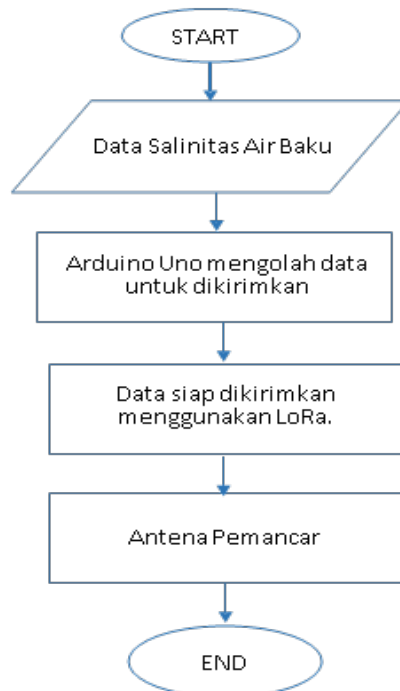 START
Data Salinitas Air Baku
Arduino Uno mengolah data
untuk dikirimkan
Data siap dikirimkan
menggunakan LoRa.
Antena Pemancar
END